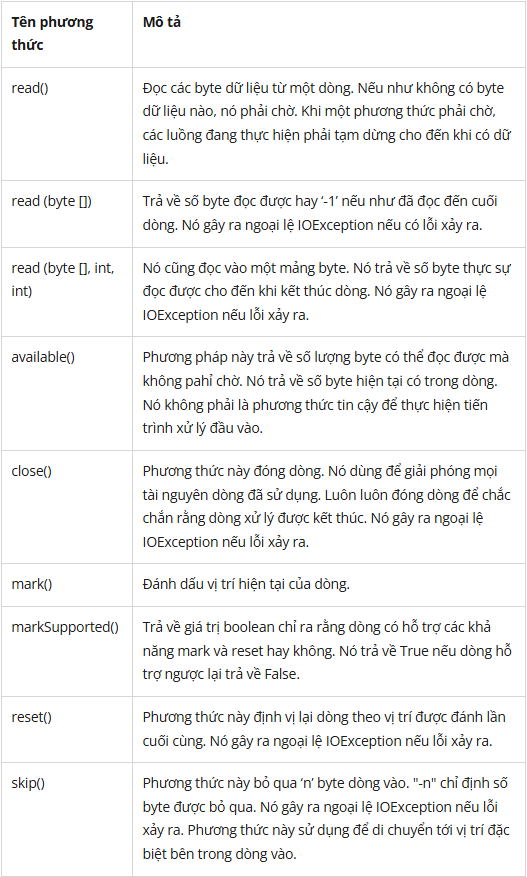 Tên phương thức
Mô tả
read()
Đọc các byte dữ liệu từ một dòng. Nếu như không có byte
dữ liệu nào, nó phải chờ. Khi một phương thức phải chờ,
các luồng đang thực hiện phải tạm dừng cho đến khi có dữ
liệu.
read (byte [])
Trả về số byte đọc được hay ‘-1’ nếu như đã đọc đến cuối
dòng. Nó gây ra ngoại lệ IOException nếu có lỗi xảy ra.
read (byte [], int,
int)
Nó cũng đọc vào một mảng byte. Nó trả về số byte thực sự
đọc được cho đến khi kết thúc dòng. Nó gây ra ngoại lệ
IOException nếu lỗi xảy ra.
available()
Phương pháp này trả về số lượng byte có thể đọc được mà
không pahỉ chờ. Nó trả về số byte hiện tại có trong dòng.
Nó không phải là phương thức tin cậy để thực hiện tiến
trình xử lý đầu vào.
close()
Phương thức này đóng dòng. Nó dùng để giải phóng mọi
tài nguyên dòng đã sử dụng. Luôn luôn đóng dòng để chắc
chắn rằng dòng xử lý được kết thúc. Nó gây ra ngoại lệ
IOException nếu lỗi xảy ra.
mark()
Đánh dấu vị trí hiện tại của dòng.
markSupported()
Trả về giá trị boolean chỉ ra rằng dòng có hỗ trợ các khả
năng mark và reset hay không. Nó trả về True nếu dòng hỗ
trợ ngược lại trả về False.
reset()
Phương thức này định vị lại dòng theo vị trí được đánh lần
cuối cùng. Nó gây ra ngoại lệ IOException nếu lỗi xảy ra.
skip()
Phương thức này bỏ qua ‘n’ byte dòng vào. "-n" chỉ định số
byte được bỏ qua. Nó gây ra ngoại lệ IOException nếu lỗi
xảy ra. Phương thức này sử dụng để di chuyển tới vị trí đặc
biệt bên trong dòng vào.